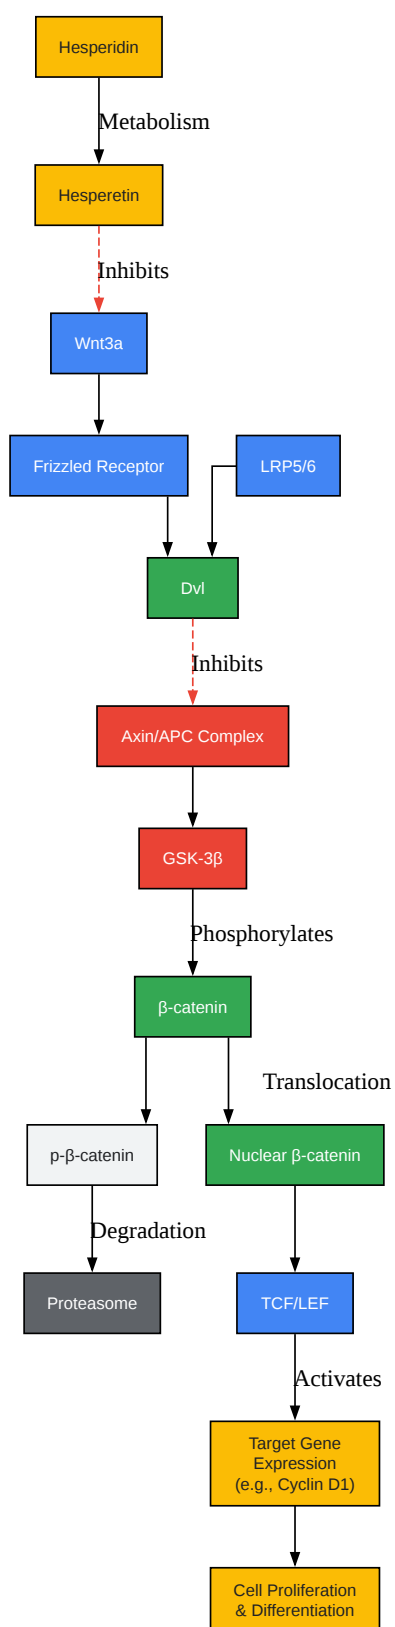 Hesperidin
Metabolism
Hesperetin
Inhibits
Wnt3a
Frizzled Receptor
LRP5/6
Dvl
Inhibits
Axin/APC Complex
GSK-3β
Phosphorylates
β-catenin
Translocation
p-β-catenin
Nuclear β-catenin
Degradation
Proteasome
TCF/LEF
Activates
Target Gene
Expression
(e.g., Cyclin D1)
Cell Proliferation
& Differentiation